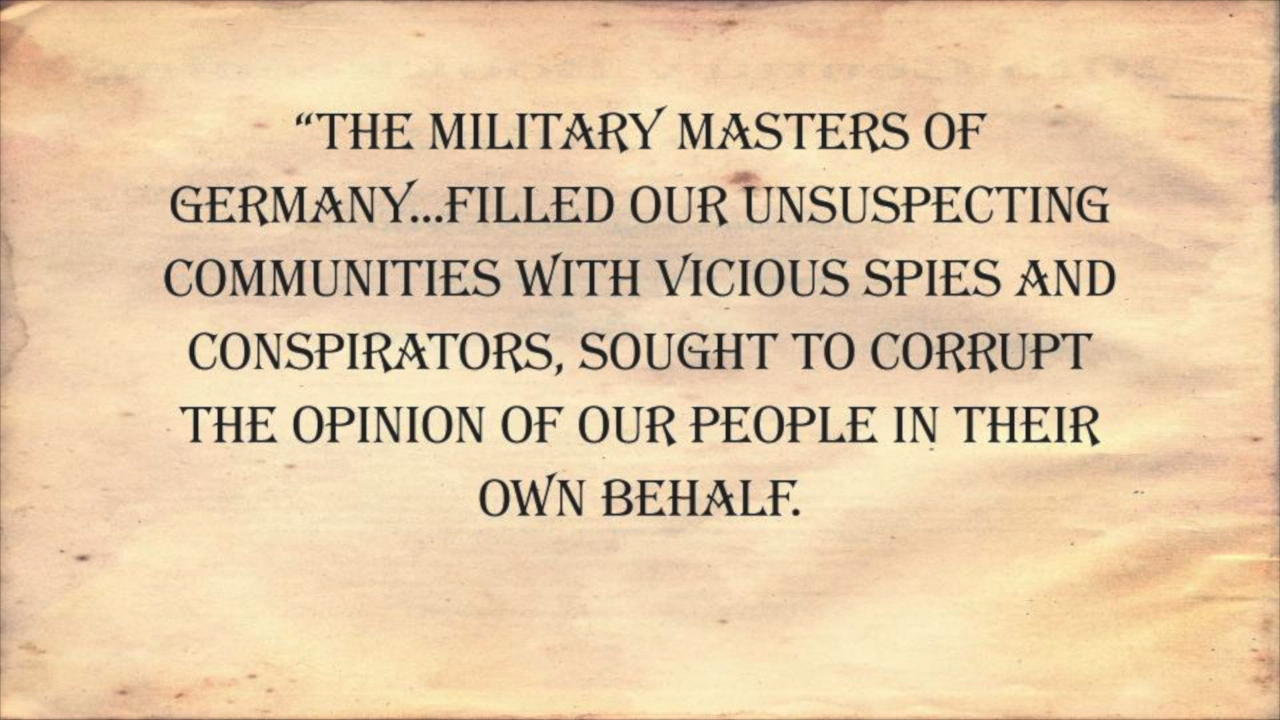 “THE MILITARY MASTERS OF
GERMANY...FILLED OUR UNSUSPECTING
COMMUNITIES WITH VICIOUS SPIES AND
CONSPIRATORS, SOUGHT TO CORRUPT
THE OPINION OF OUR PEOPLE IN THEIR
OWN BEHALF.